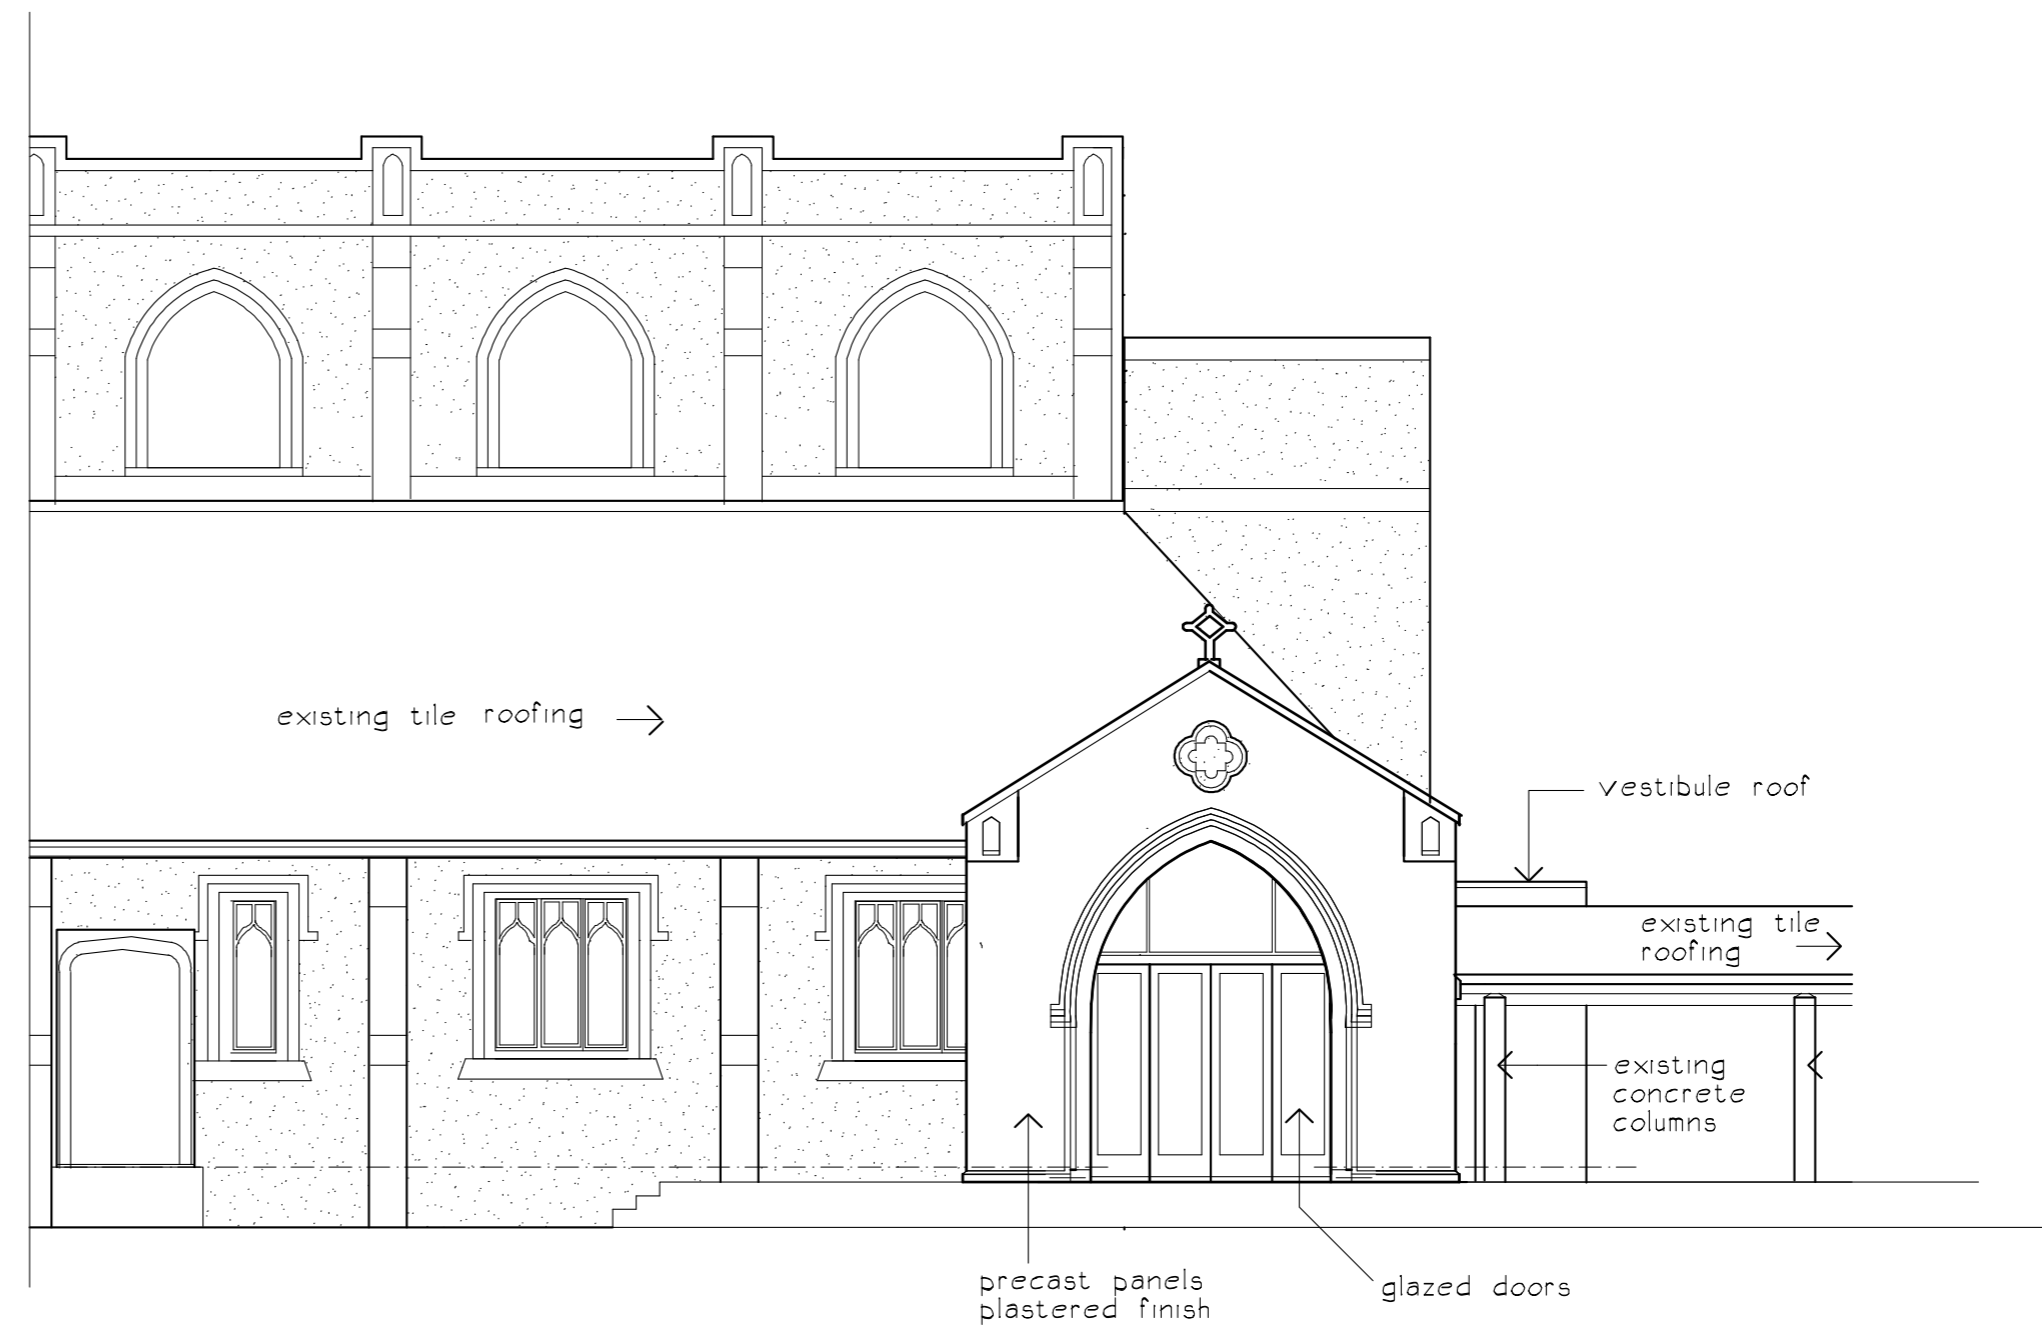 existing tile roofing
vestibule roof
existing tile
roofing
existing
concrete
columns
precast panels
plastered finish
glazed doors